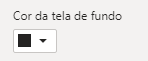 Cor da tela de fundo